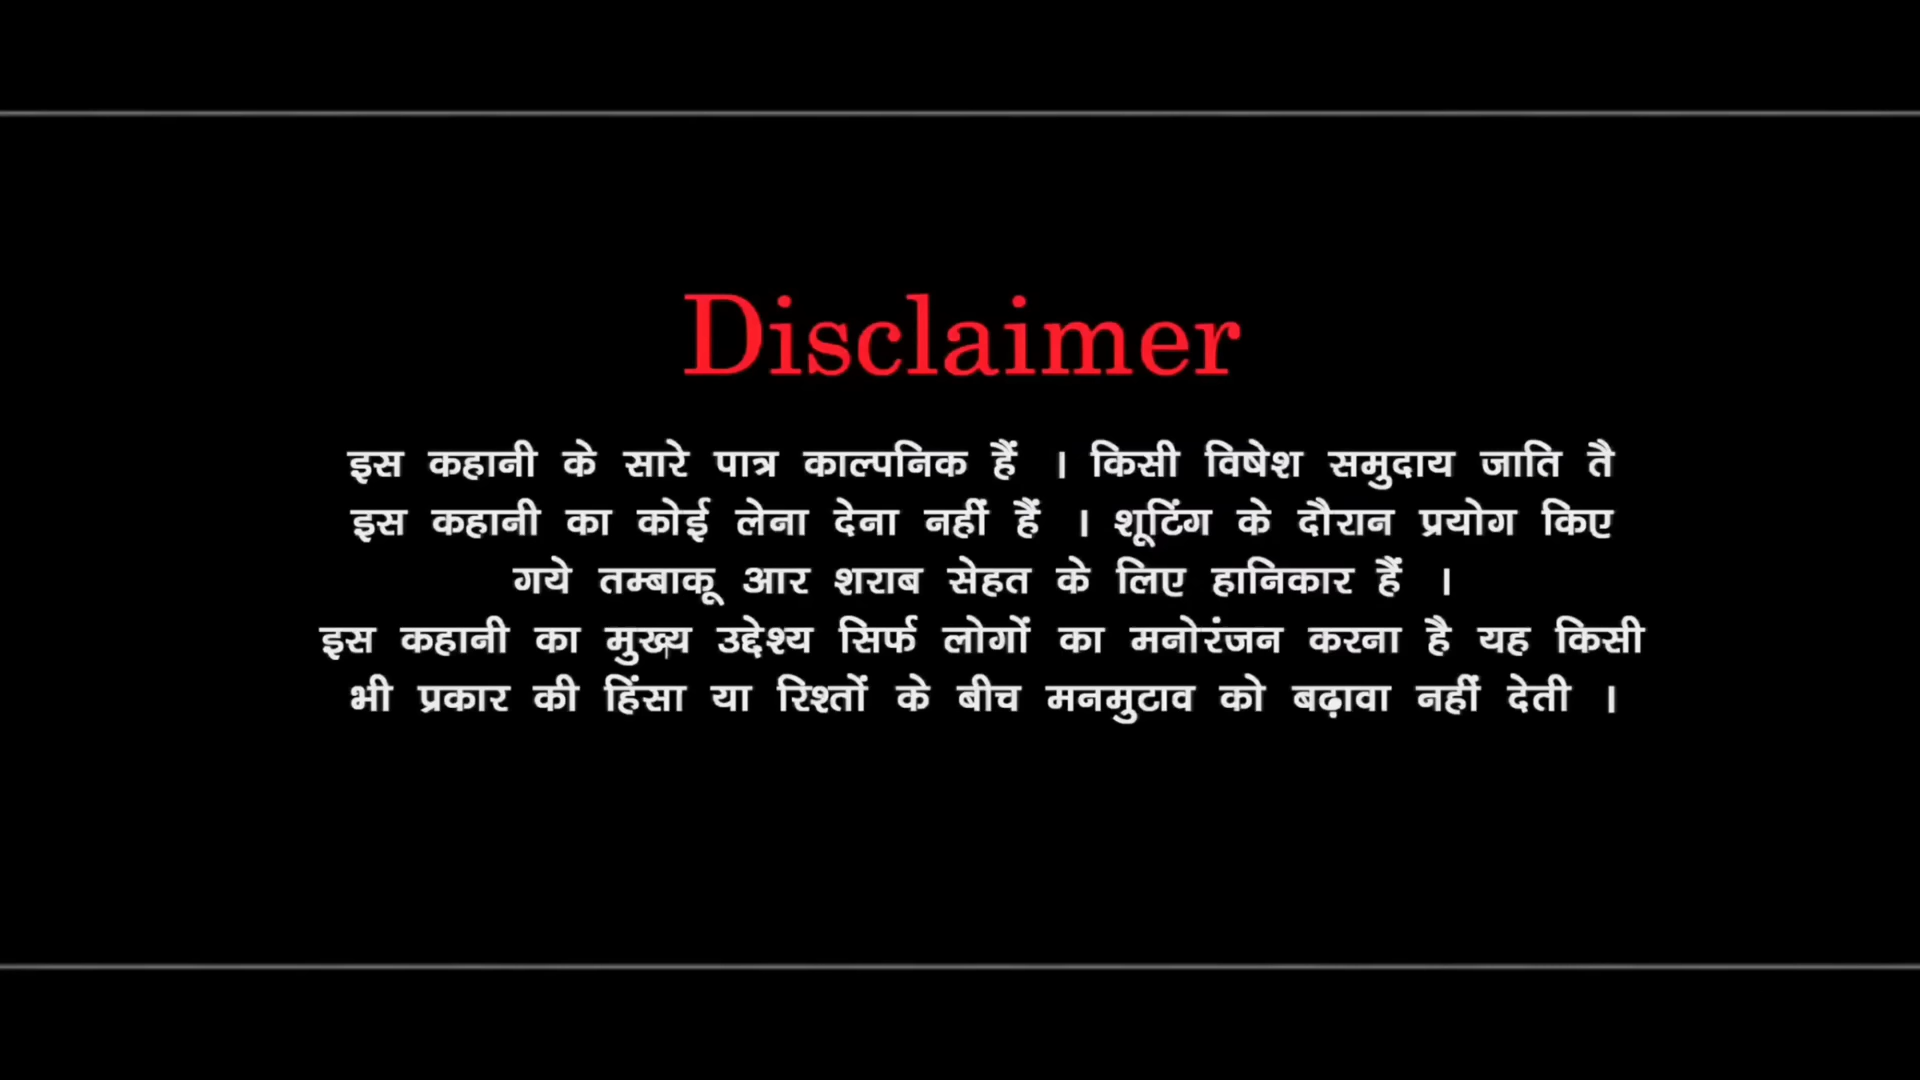 Disclaimer
इस कहानी के सारे पात्र काल्पनिक हैं । किसी विषेश समुदाय जाति तै
इस कहानी का कोई लेना देना नहीं हैं । शूटिंग के दौरान प्रयोग किए
गये तम्बाकू आर शराब सेहत के लिए हानिकार हैं ।
इस कहानी का मुख्य उद्देश्य सिर्फ लोगों का मनोरंजन करना है यह किसी
भी प्रकार की हिंसा या रिश्तों के बीच मनमुटाव को बढ़ावा नहीं देती ।